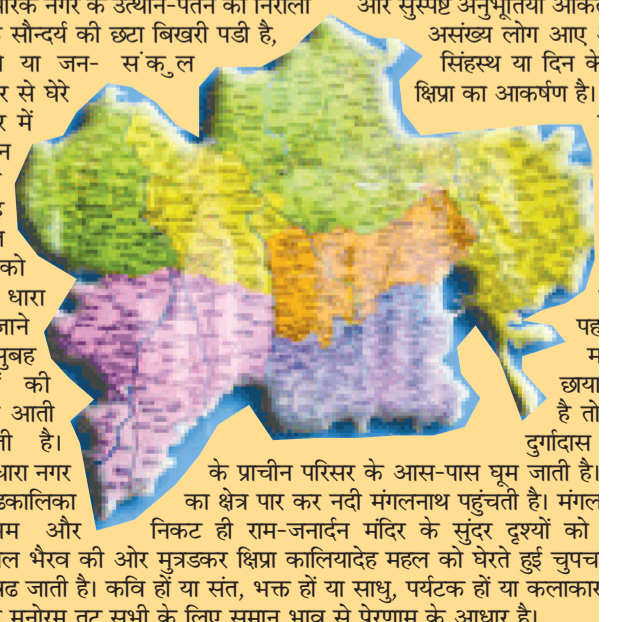 नगर के उत्थान-पतन की निराली और सुस्पष्ट अनुभूतियां
सौन्दर्य की छटा बिखरी पडी है, असंख्य लोग आए
या जन- संकुल सिंहस्थ या दिन के
से घेरे क्षिप्रा का आकर्षण है।
में
को
धारा
जाने पह
सुबह म
की छाया
आती है तो
ती है। दुर्गादास
धारा नगर के प्राचीन परिसर के आस-पास घूम जाती है।
का क्षेत्र पार कर नदी मंगलनाथ पहुंचती है। मंगल
और निकट ही राम-जनार्दन मंदिर के सुंदर दृश्यों को
भैरव की ओर मुत्रडकर क्षिप्रा कालियादेह महल को घेरते हुई चुपच
बढ जाती है। कवि हों या संत, भक्त हों या साधु, पर्यटक हों या कलाकार
मनोरम तट सभी के लिए समान भाव से प्रेरणाम के आधार है।